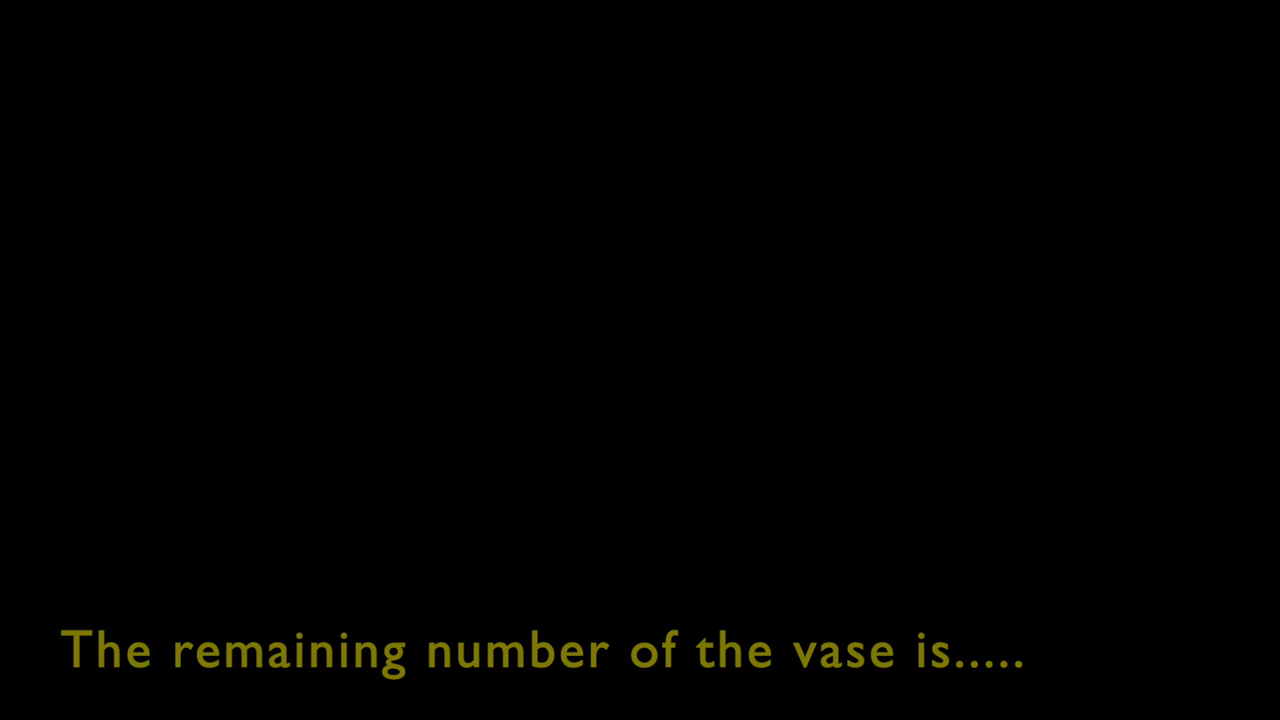 The remaining number of the vase is.....